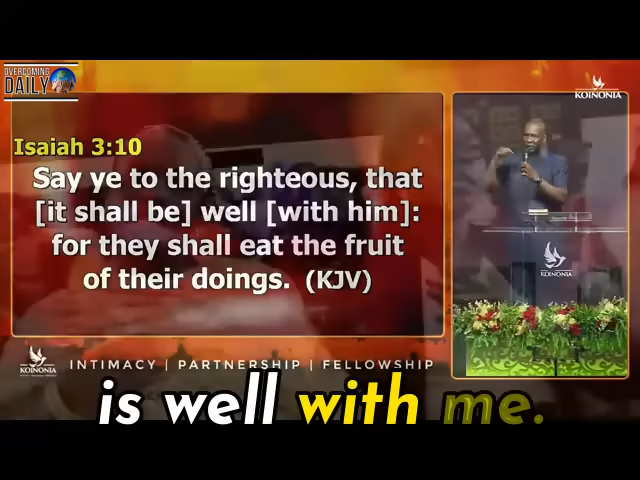 OVERCOMING
DAILY
KOINONIA
Isaiah 3:10
Say ye to the righteous, that
[it shall be] well [with him]:
for they shall eat the fruit
of their doings. (KJV)
KOINONIA
KOINONIA
INTIMACY | PARTNERSHIP | FELLOWSHIP
is well with me.